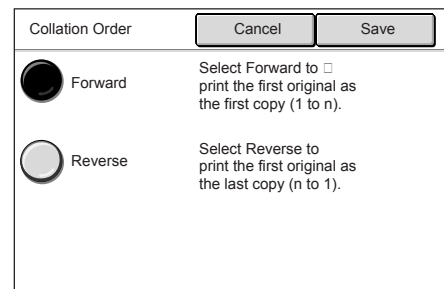 Collation Order Cancel Save
Forward
Select Forward to □
print the first original as
the first copy (1 to n).
Reverse
Select Reverse to
print the first original as
the last copy (n to 1).